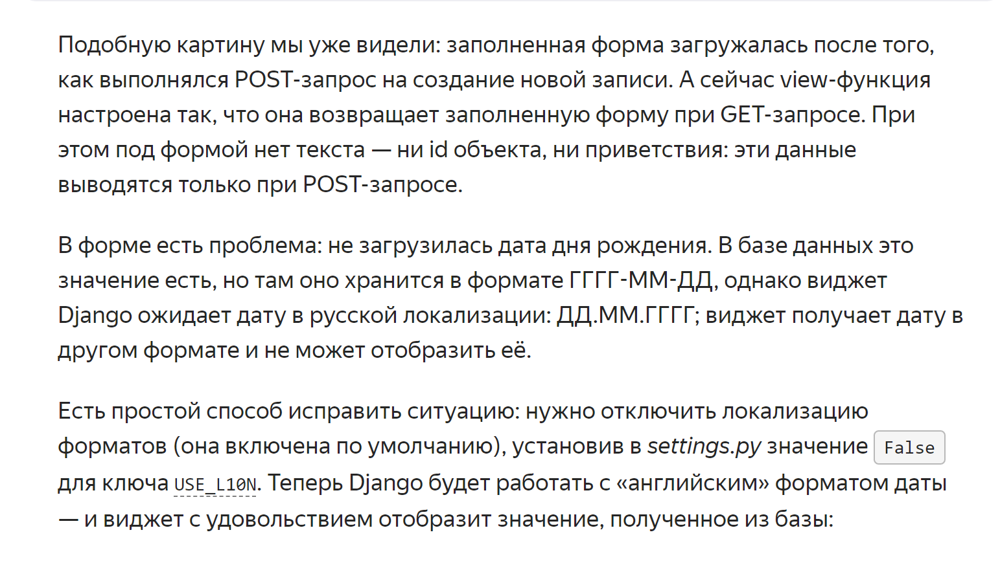 Подобную картину мы уже видели: заполненная форма загружалась после того,
как выполнялся POST-запрос на создание новой записи. А сейчас view-функция
настроена так, что она возвращает заполненную форму при GET-запросе. При
этом под формой нет текста — ни id объекта, ни приветствия: эти данные
выводятся только при POST-запросе.
В форме есть проблема: не загрузилась дата дня рождения. В базе данных это
значение есть, но там оно хранится в формате ГГГГ-ММ-ДД, однако виджет
Django ожидает дату в русской локализации: ДД.ММ.ГГГГ; виджет получает дату в
другом формате и не может отобразить её.
Есть простой способ исправить ситуацию: нужно отключить локализацию
форматов (она включена по умолчанию), установив в settings.py значение False
для ключа USE_L10N. Теперь Django будет работать с «английским» форматом даты
— и виджет с удовольствием отобразит значение, полученное из базы: